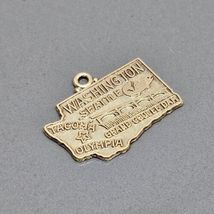 WASHINGTON
SEATTLE
TACOMA
GRAND COULEE DAM
OLYMPIA